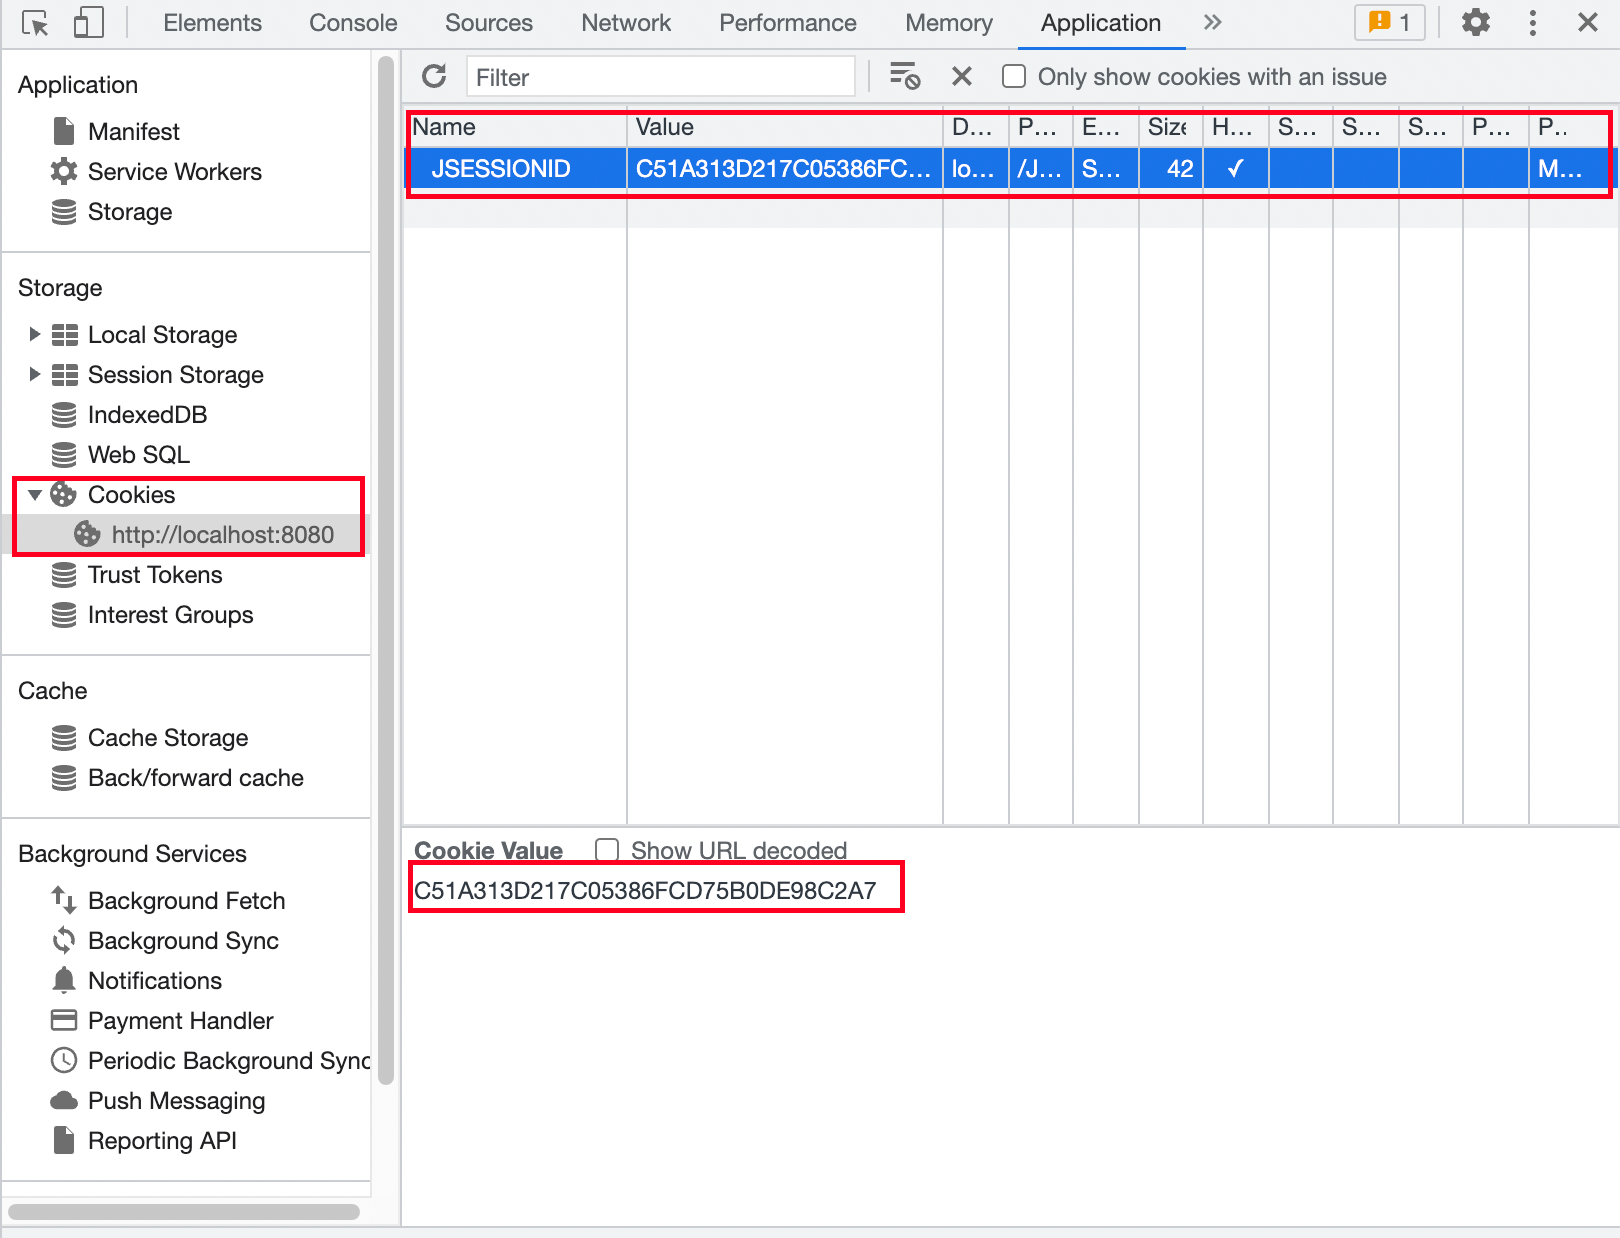 Elements Console Sources Network Performance Memory Application 1
Application
Manifest
Service Workers
Storage
Storage
Local Storage
Session Storage
IndexedDB
Web SQL
Cookies
http://localhost:8080
Trust Tokens
Interest Groups
Cache
Cache Storage
Back/forward cache
Background Services
Background Fetch
Background Sync
Notifications
Payment Handler
Periodic Background Sync
Push Messaging
Reporting API
Filter Only show cookies with an issue
Name Value D... P... E... Size H... S... S... S... P... P..
JSESSIONID C51A313D217C05386FC... lo... /J... S... 42 ✓ M...
Cookie Value Show URL decoded
C51A313D217C05386FCD75B0DE98C2A7